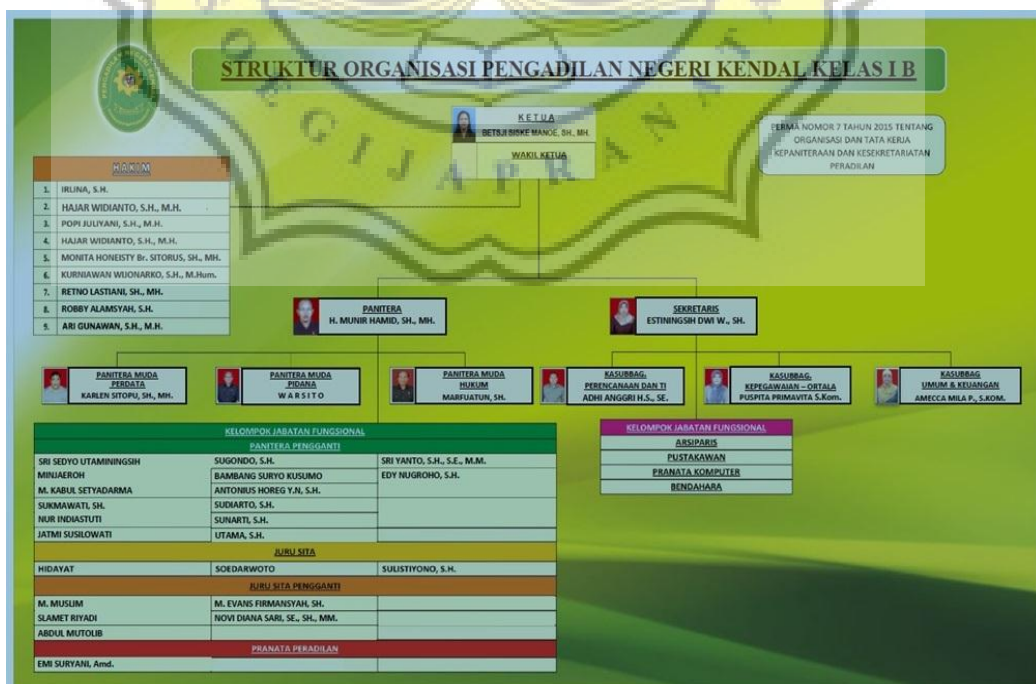 STRUKTUR ORGANISASI PENGADILAN NEGERI KENDAL KELAS I B
KETUA
BETSJI SISKE MANOE, SH., MH.
WAKIL KETUA
PERMA NOMOR 7 TAHUN 2015 TENTANG
ORGANISASI DAN TATA KERJA
KEPANITERAAN DAN KESEKRETARIATAN
PERADILAN
HAKIM
1. IRLINA, S.H.
2. HAJAR WIDIANTO, S.H., M.H.
3. POPI JULIYANI, S.H., M.H.
4. HAJAR WIDIANTO, S.H., M.H.
5. MONITA HONEISTY Br. SITORUS, SH., MH.
6. KURNIAWAN WIJONARKO, S.H., M.Hum.
7. RETNO LASTIANI, SH., MH.
8. ROBBY ALAMSYAH, S.H.
9. ARI GUNAWAN, S.H., M.H.
PANITERA
H. MUNIR HAMID, SH., MH.
SEKRETARIS
ESTININGSIH DWI W., SH.
PANITERA MUDA
PERDATA
KARLEN SITOPU, SH., MH.
PANITERA MUDA
PIDANA
WARSITO
PANITERA MUDA
HUKUM
MARFUATUN, SH.
KASUBBAG.
PERENCANAAN DAN TI
ADHI ANGGRI H.S., SE.
KASUBBAG.
KEPEGAWAIAN – ORTALA
PUSPITA PRIMAVITA S.Kom.
KASUBBAG
UMUM & KEUANGAN
AMECCA MILA P., S.KOM.
KELOMPOK JABATAN FUNGSIONAL
PANITERA PENGGANTI
SRI SEDYO UTAMININGSIH SUGONDO, S.H. SRI YANTO, S.H., S.E., M.M.
MINJAEROH BAMBANG SURYO KUSUMO EDY NUGROHO, S.H.
M. KABUL SETYADARMA ANTONIUS HOREG Y.N, S.H.
SUKMAWATI, SH. SUDIARTO, S.H.
NUR INDIASTUTI SUNARTI, S.H.
JATMI SUSILOWATI UTAMA, S.H.
JURU SITA
HIDAYAT SOEDARWOTO SULISTIYONO, S.H.
JURU SITA PENGGANTI
M. MUSLIM M. EVANS FIRMANSYAH, SH.
SLAMET RIYADI NOVI DIANA SARI, SE., SH., MM.
ABDUL MUTOLIB
PRANATA PERADILAN
EMI SURYANI, Amd.
KELOMPOK JABATAN FUNGSIONAL
ARSIPARIS
PUSTAKAWAN
PRANATA KOMPUTER
BENDAHARA
OEGIJAPRANATA